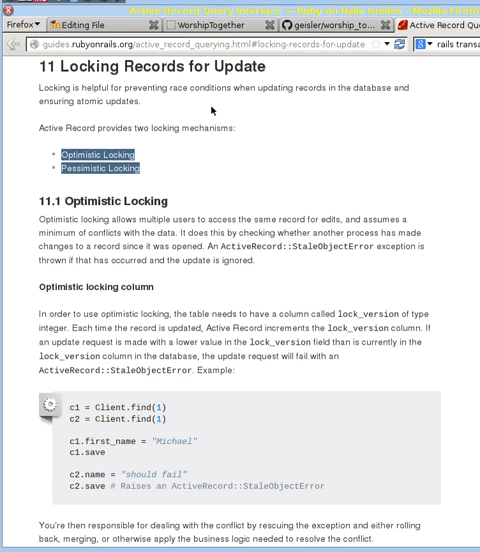 Active Record Query Interface — Ruby on Rails Guides - Mozilla Firefo
Firefox Editing File WorshipTogether geisler/worship_to... Active Record Que
guides.rubyonrails.org/active_record_querying.html#locking-records-for-update rails transa
11 Locking Records for Update
Locking is helpful for preventing race conditions when updating records in the database and
ensuring atomic updates.
Active Record provides two locking mechanisms:
Optimistic Locking
Pessimistic Locking
11.1 Optimistic Locking
Optimistic locking allows multiple users to access the same record for edits, and assumes a
minimum of conflicts with the data. It does this by checking whether another process has made
changes to a record since it was opened. An ActiveRecord::StaleObjectError exception is
thrown if that has occurred and the update is ignored.
Optimistic locking column
In order to use optimistic locking, the table needs to have a column called lock_version of type
integer. Each time the record is updated, Active Record increments the lock_version column. If
an update request is made with a lower value in the lock_version field than is currently in the
lock_version column in the database, the update request will fail with an
ActiveRecord::StaleObjectError. Example:
c1 = Client.find(1)
c2 = Client.find(1)
c1.first_name = "Michael"
c1.save
c2.name = "should fail"
c2.save # Raises an ActiveRecord::StaleObjectError
You're then responsible for dealing with the conflict by rescuing the exception and either rolling
back, merging, or otherwise apply the business logic needed to resolve the conflict.